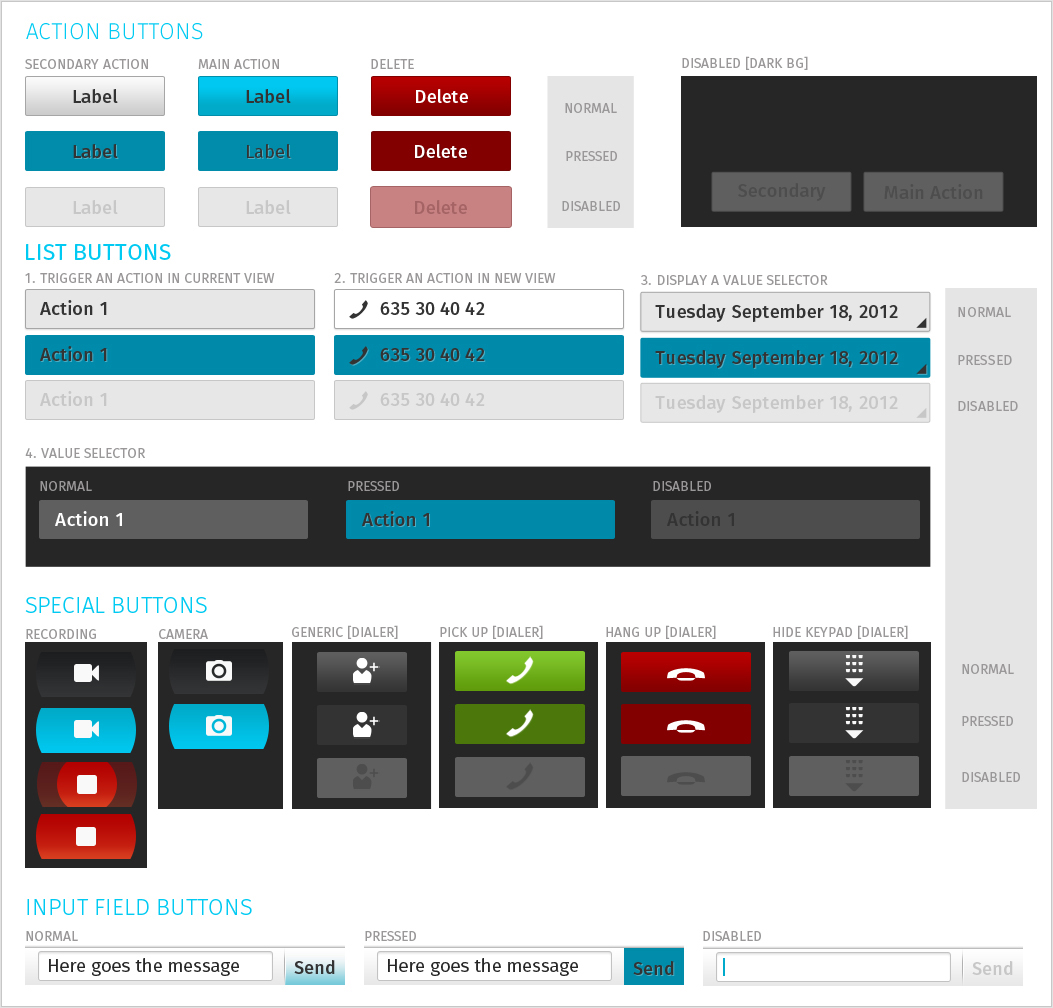 ACTION BUTTONS
SECONDARY ACTION
MAIN ACTION
DELETE
DISABLED [DARK BG]
Label
Label
Delete
NORMAL
Label
Label
Delete
PRESSED
Label
Label
Delete
DISABLED
Secondary
Main Action
LIST BUTTONS
1. TRIGGER AN ACTION IN CURRENT VIEW
2. TRIGGER AN ACTION IN NEW VIEW
3. DISPLAY A VALUE SELECTOR
Action 1
635 30 40 42
Tuesday September 18, 2012
NORMAL
Action 1
635 30 40 42
Tuesday September 18, 2012
PRESSED
Action 1
635 30 40 42
Tuesday September 18, 2012
DISABLED
4. VALUE SELECTOR
NORMAL
PRESSED
DISABLED
Action 1
Action 1
Action 1
SPECIAL BUTTONS
RECORDING
CAMERA
GENERIC [DIALER]
PICK UP [DIALER]
HANG UP [DIALER]
HIDE KEYPAD [DIALER]
NORMAL
PRESSED
DISABLED
INPUT FIELD BUTTONS
NORMAL
PRESSED
DISABLED
Here goes the message
Send
Here goes the message
Send
Send